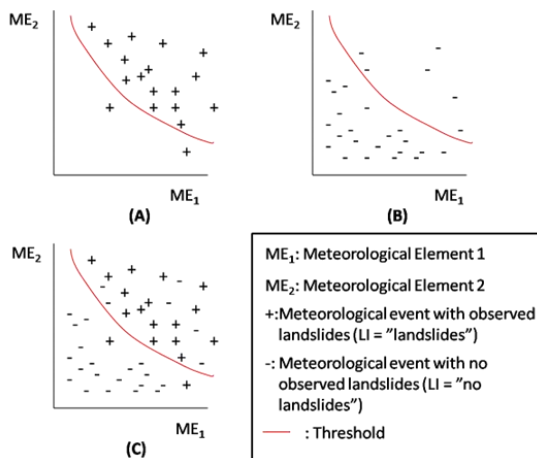 ME2
ME1
(A)
ME2
ME1
(B)
ME2
ME1
(C)
ME1: Meteorological Element 1
ME2: Meteorological Element 2
+:Meteorological event with observed
landslides (LI = "landslides")
-: Meteorological event with no
observed landslides (LI = "no
landslides")
: Threshold